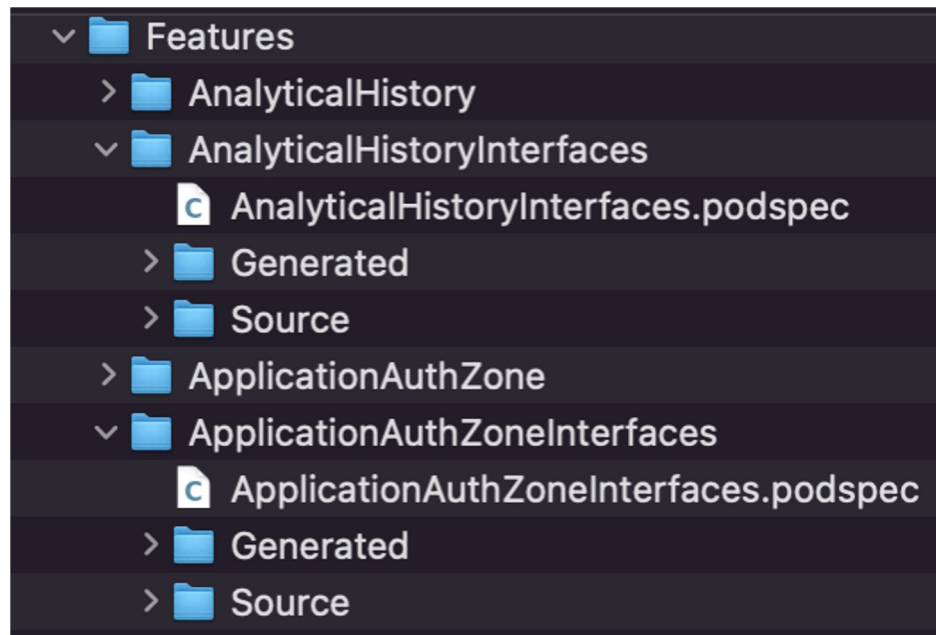 Features
AnalyticalHistory
AnalyticalHistoryInterfaces
C AnalyticalHistoryInterfaces.podspec
Generated
Source
ApplicationAuthZone
ApplicationAuthZoneInterfaces
C ApplicationAuthZoneInterfaces.podspec
Generated
Source